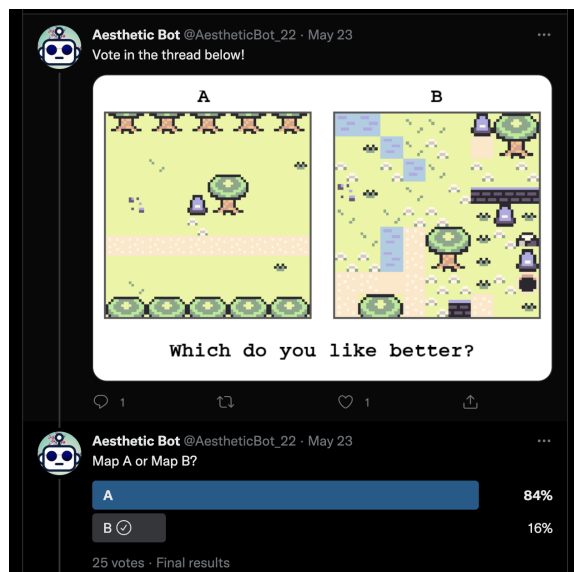 Aesthetic Bot @AestheticBot_22 · May 23
Vote in the thread below!
A B
Which do you like better?
1 1
Aesthetic Bot @AestheticBot_22 · May 23
Map A or Map B?
A 84%
B 16%
25 votes · Final results